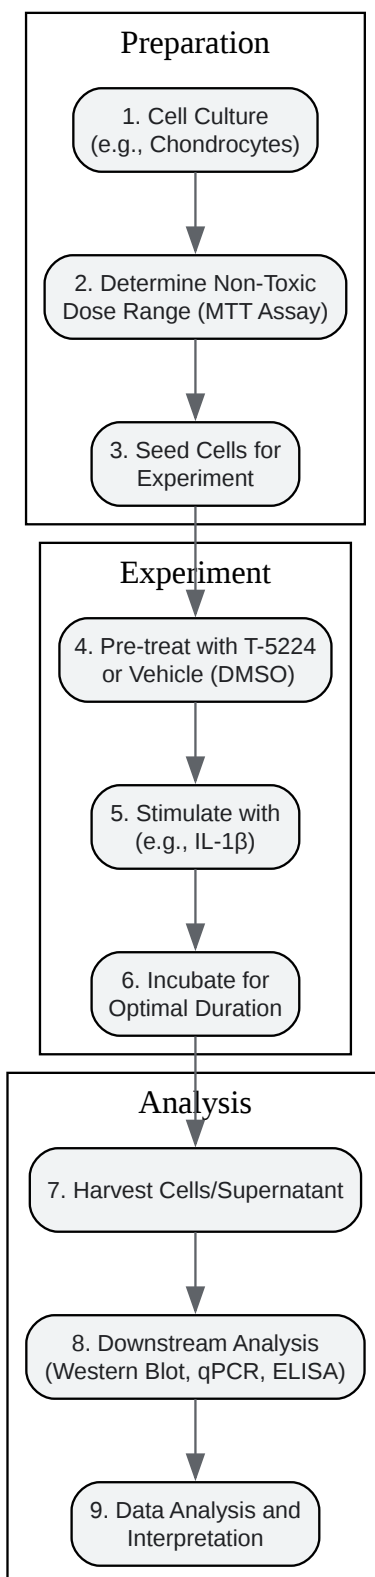 Preparation
1. Cell Culture
(e.g., Chondrocytes)
2. Determine Non-Toxic
Dose Range (MTT Assay)
3. Seed Cells for
Experiment
Experiment
4. Pre-treat with T-5224
or Vehicle (DMSO)
5. Stimulate with
(e.g., IL-1β)
6. Incubate for
Optimal Duration
Analysis
7. Harvest Cells/Supernatant
8. Downstream Analysis
(Western Blot, qPCR, ELISA)
9. Data Analysis and
Interpretation